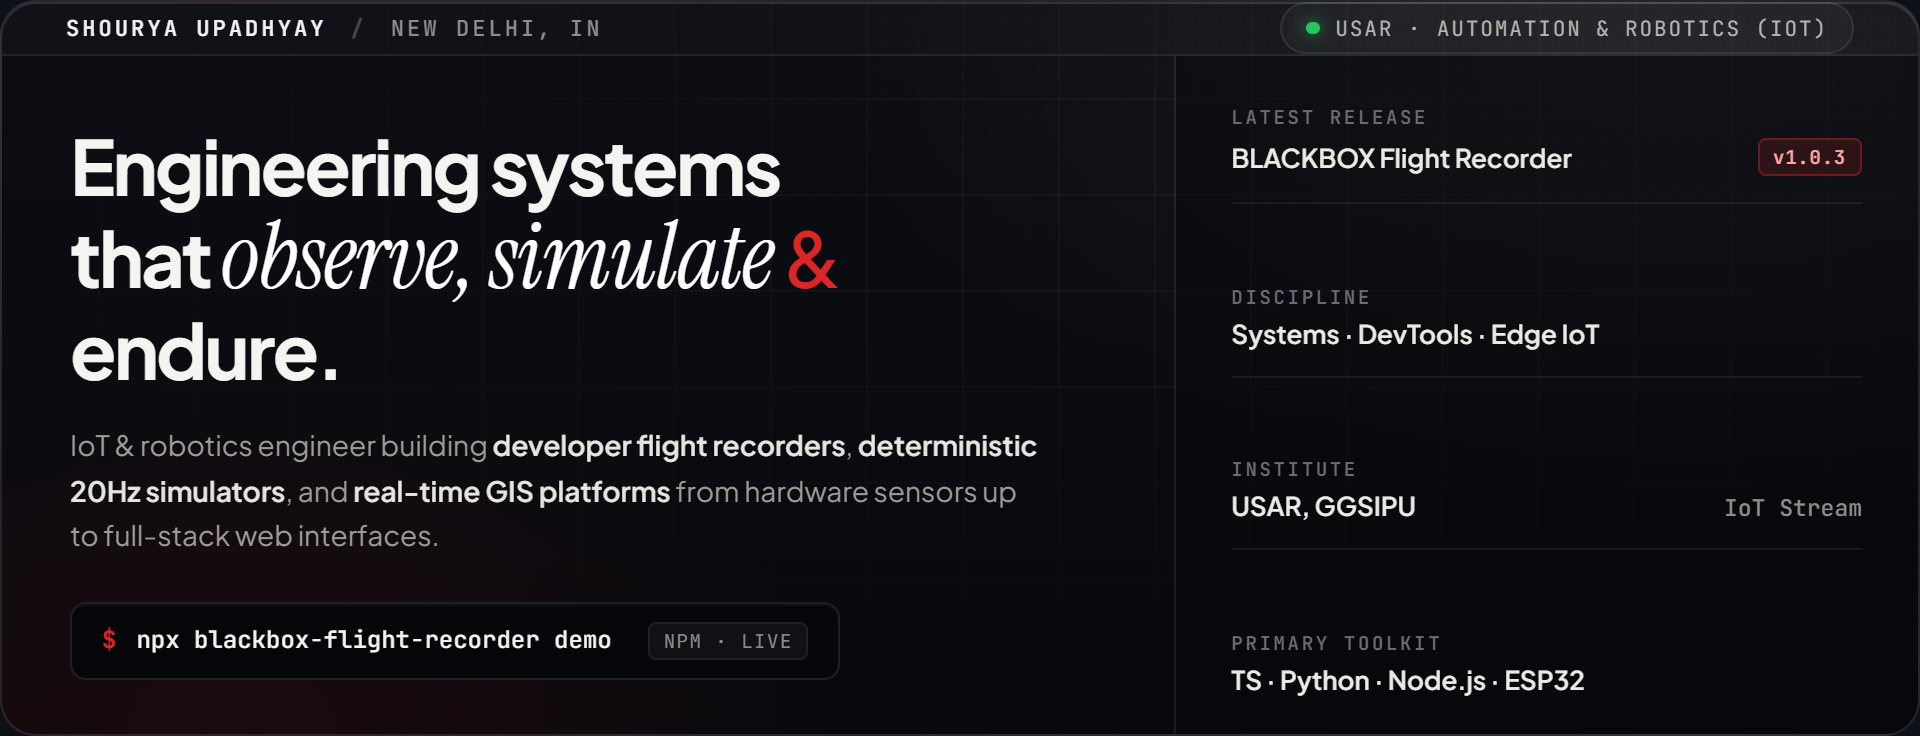 SHOURYA UPADHYAY / NEW DELHI, IN
USAR · AUTOMATION & ROBOTICS (IOT)
Engineering systems
that observe, simulate &
endure.
IoT & robotics engineer building developer flight recorders, deterministic
20Hz simulators, and real-time GIS platforms from hardware sensors up
to full-stack web interfaces.
$ npx blackbox-flight-recorder demo NPM · LIVE
LATEST RELEASE
BLACKBOX Flight Recorder v1.0.3
DISCIPLINE
Systems · DevTools · Edge IoT
INSTITUTE
USAR, GGSIPU IoT Stream
PRIMARY TOOLKIT
TS · Python · Node.js · ESP32